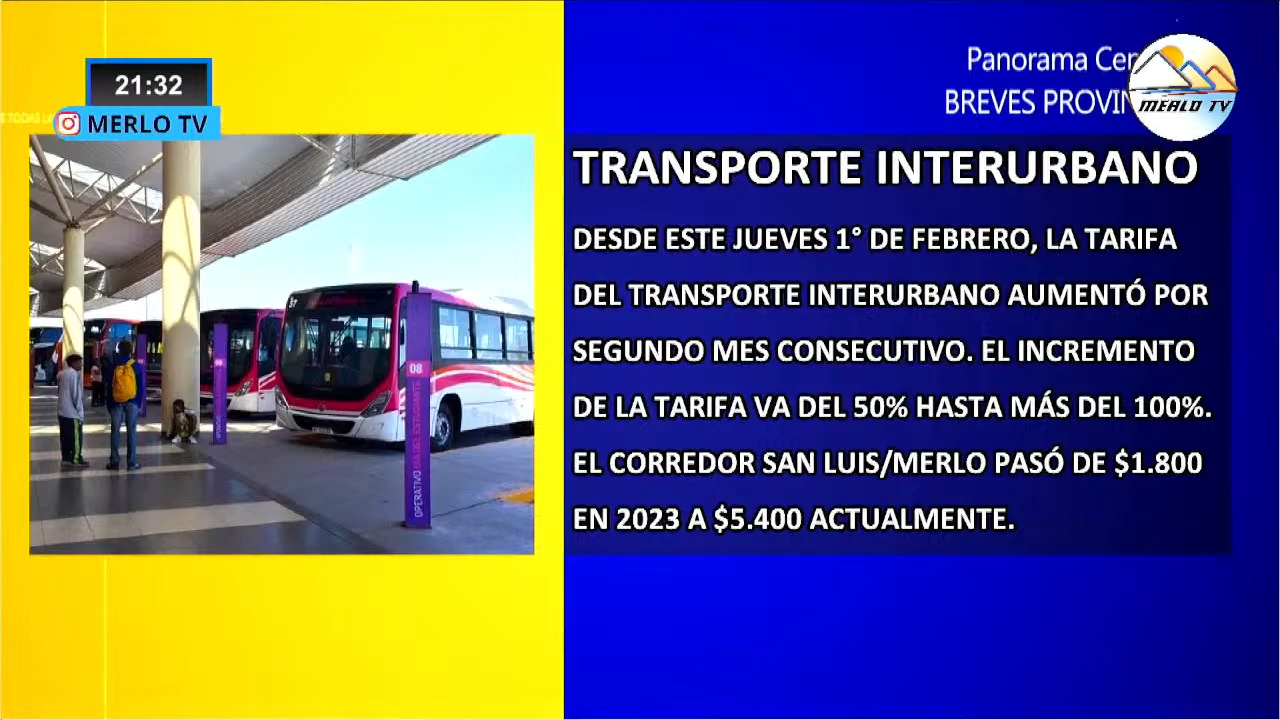 Panorama
21:32
BREVES
MERLO TV
MERLO TV
TRANSPORTE INTERURBANO
DESDE ESTE JUEVES 1° DE FEBRERO, LA TARIFA
DEL TRANSPORTE INTERURBANO AUMENTÓ POR
SEGUNDO MES CONSECUTIVO. EL INCREMENTO
DE LA TARIFA VA DEL 50% HASTA MÁS DEL 100%.
EL CORREDOR SAN LUIS/MERLO PASÓ DE $1.800
EN 2023 A $5.400 ACTUALMENTE.
08
OPERATIVO